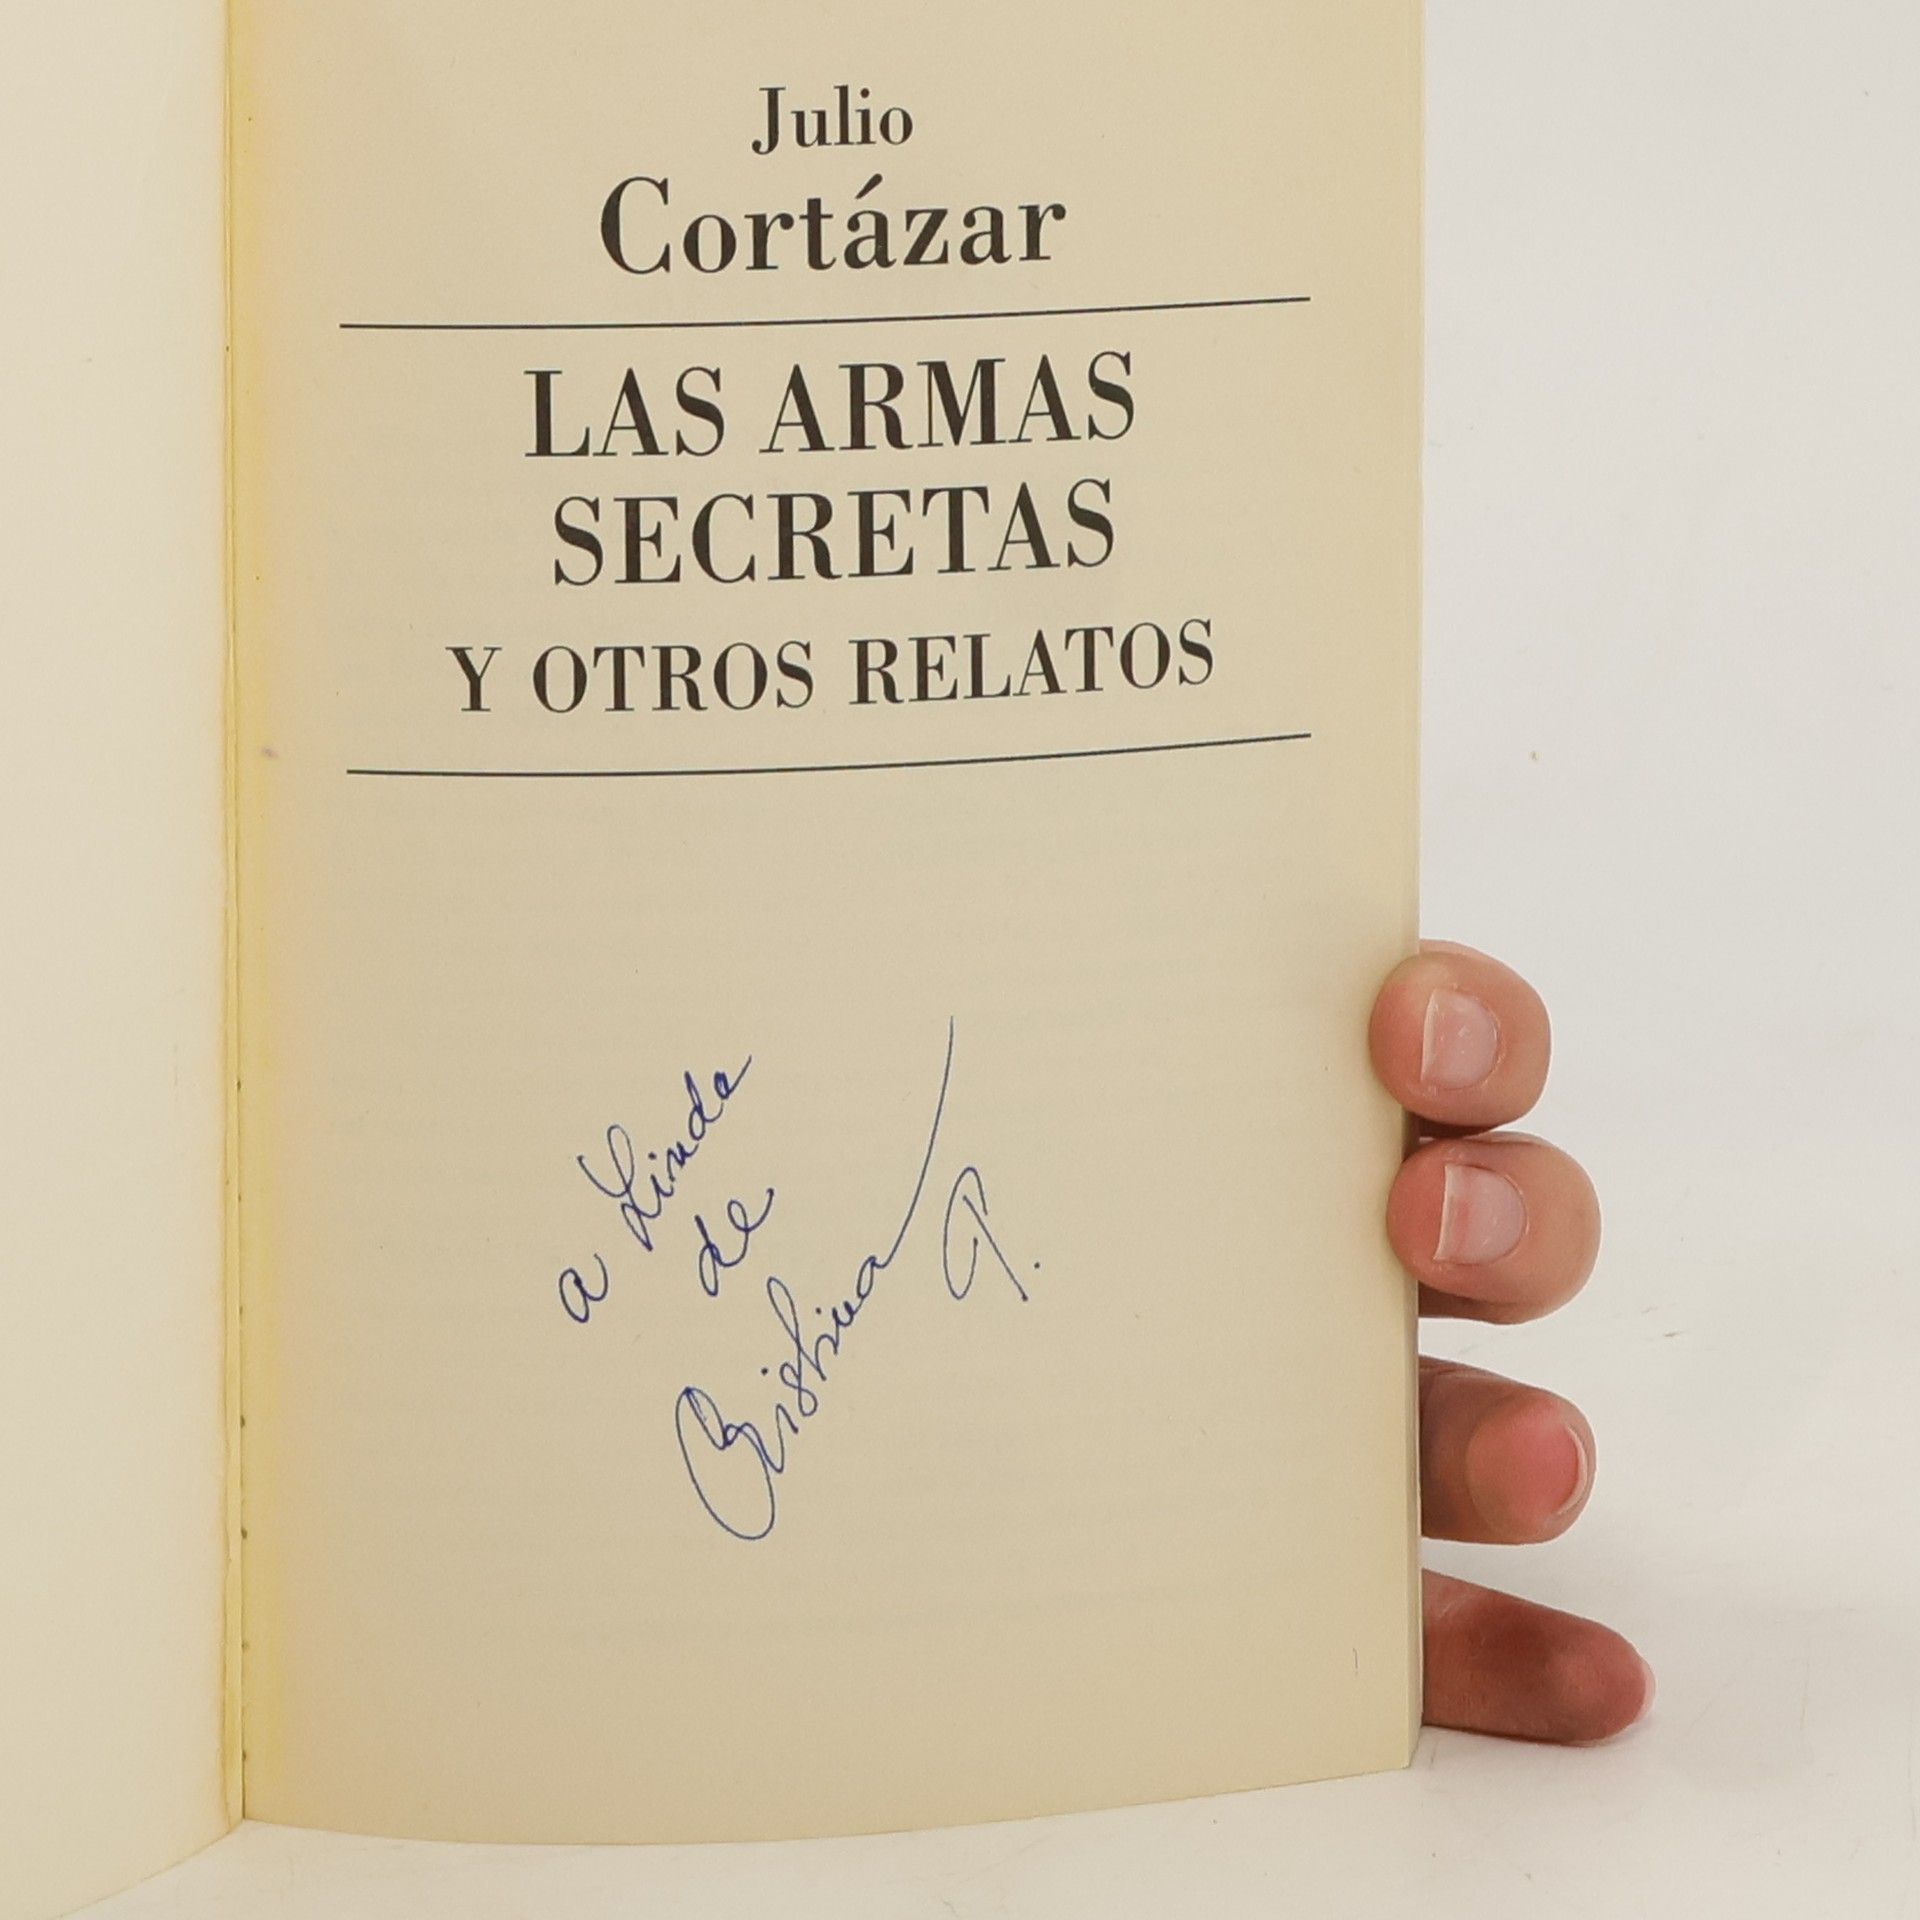 Julio
Cortázar
LAS ARMAS
SECRETAS
Y OTROS RELATOS
a Linda
de
Cristina